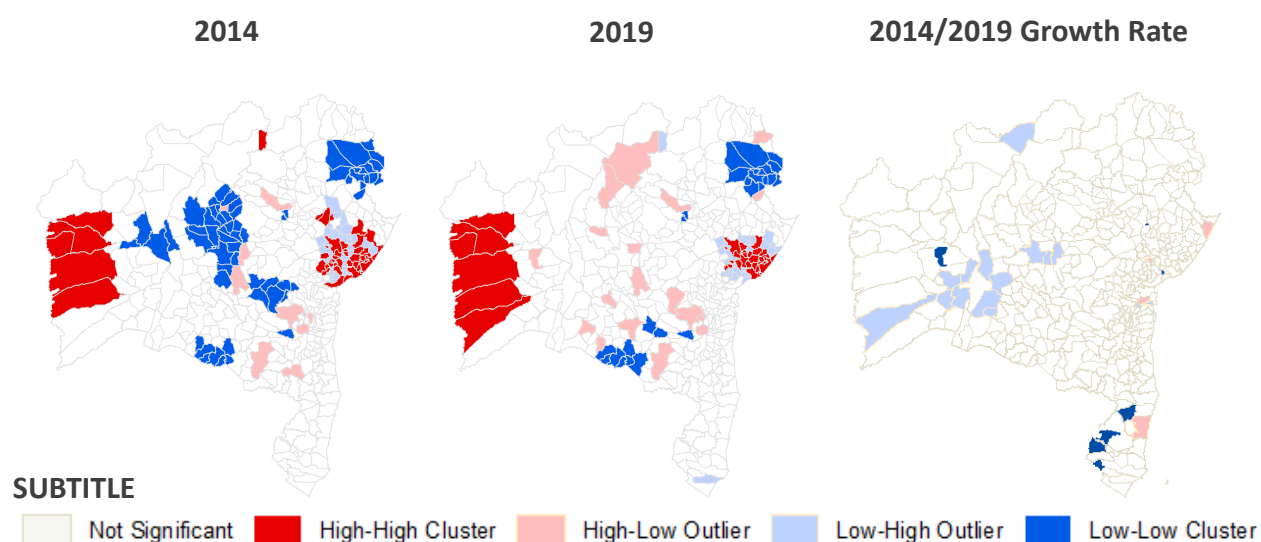 2014
2019
2014/2019 Growth Rate
SUBTITLE
Not Significant
High-High Cluster
High-Low Outlier
Low-High Outlier
Low-Low Cluster